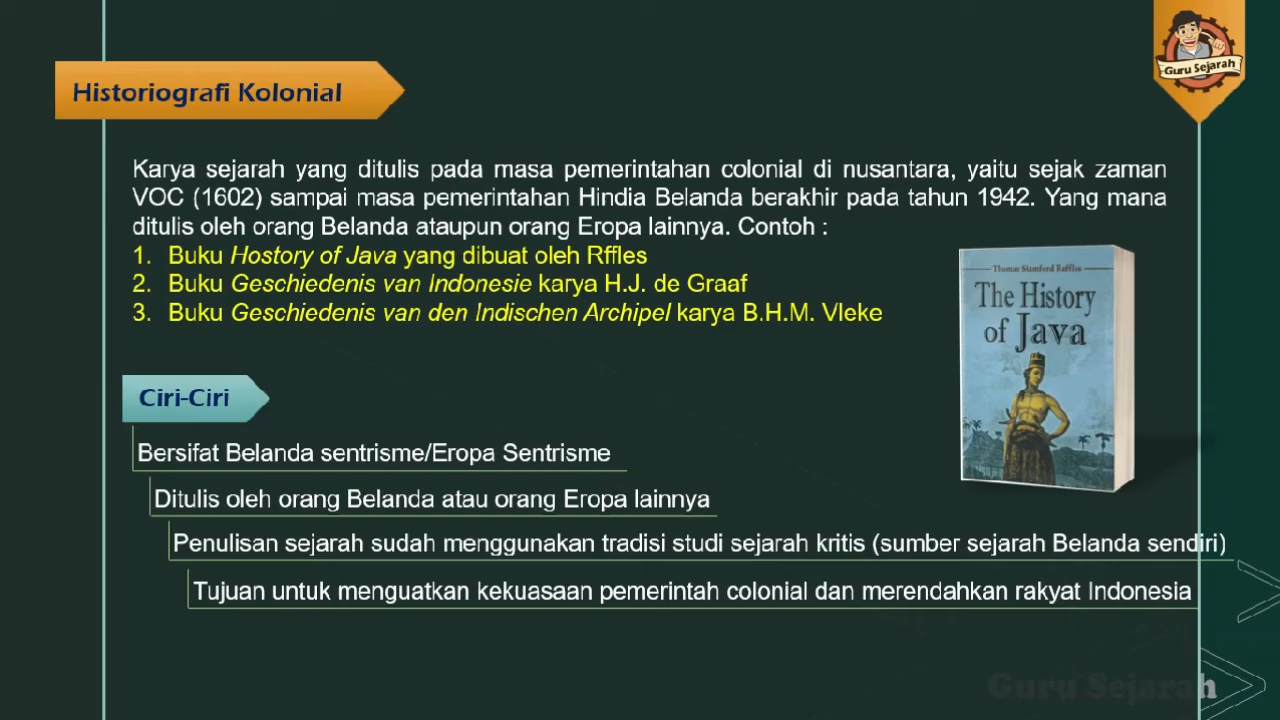 Guru Sejarah
Historiografi Kolonial
Karya sejarah yang ditulis pada masa pemerintahan colonial di nusantara, yaitu sejak zaman
VOC (1602) sampai masa pemerintahan Hindia Belanda berakhir pada tahun 1942. Yang mana
ditulis oleh orang Belanda ataupun orang Eropa lainnya. Contoh :
1. Buku Hostory of Java yang dibuat oleh Rffles
2. Buku Geschiedenis van Indonesie karya H.J. de Graaf
3. Buku Geschiedenis van den Indischen Archipel karya B.H.M. Vleke
Thomas Stamford Raffles
The History
of Java
Ciri-Ciri
Bersifat Belanda sentrisme/Eropa Sentrisme
Ditulis oleh orang Belanda atau orang Eropa lainnya
Penulisan sejarah sudah menggunakan tradisi studi sejarah kritis (sumber sejarah Belanda sendiri)
Tujuan untuk menguatkan kekuasaan pemerintah colonial dan merendahkan rakyat Indonesia
Guru Sejarah